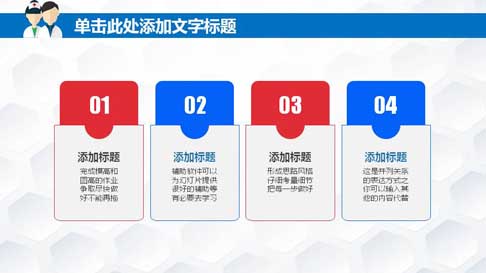 单击此处添加文字标题
01
添加标题
完成模高和
团高的作业
争取尽快做
好不能再拖
02
添加标题
辅助软件可以
为幻灯片提供
很好的辅助等
有必要去学习
03
添加标题
形成思路风格
仔细考量细节
把每一步做好
04
添加标题
这是并列关系
的表达方式之
你可以输入其
他的内容代替